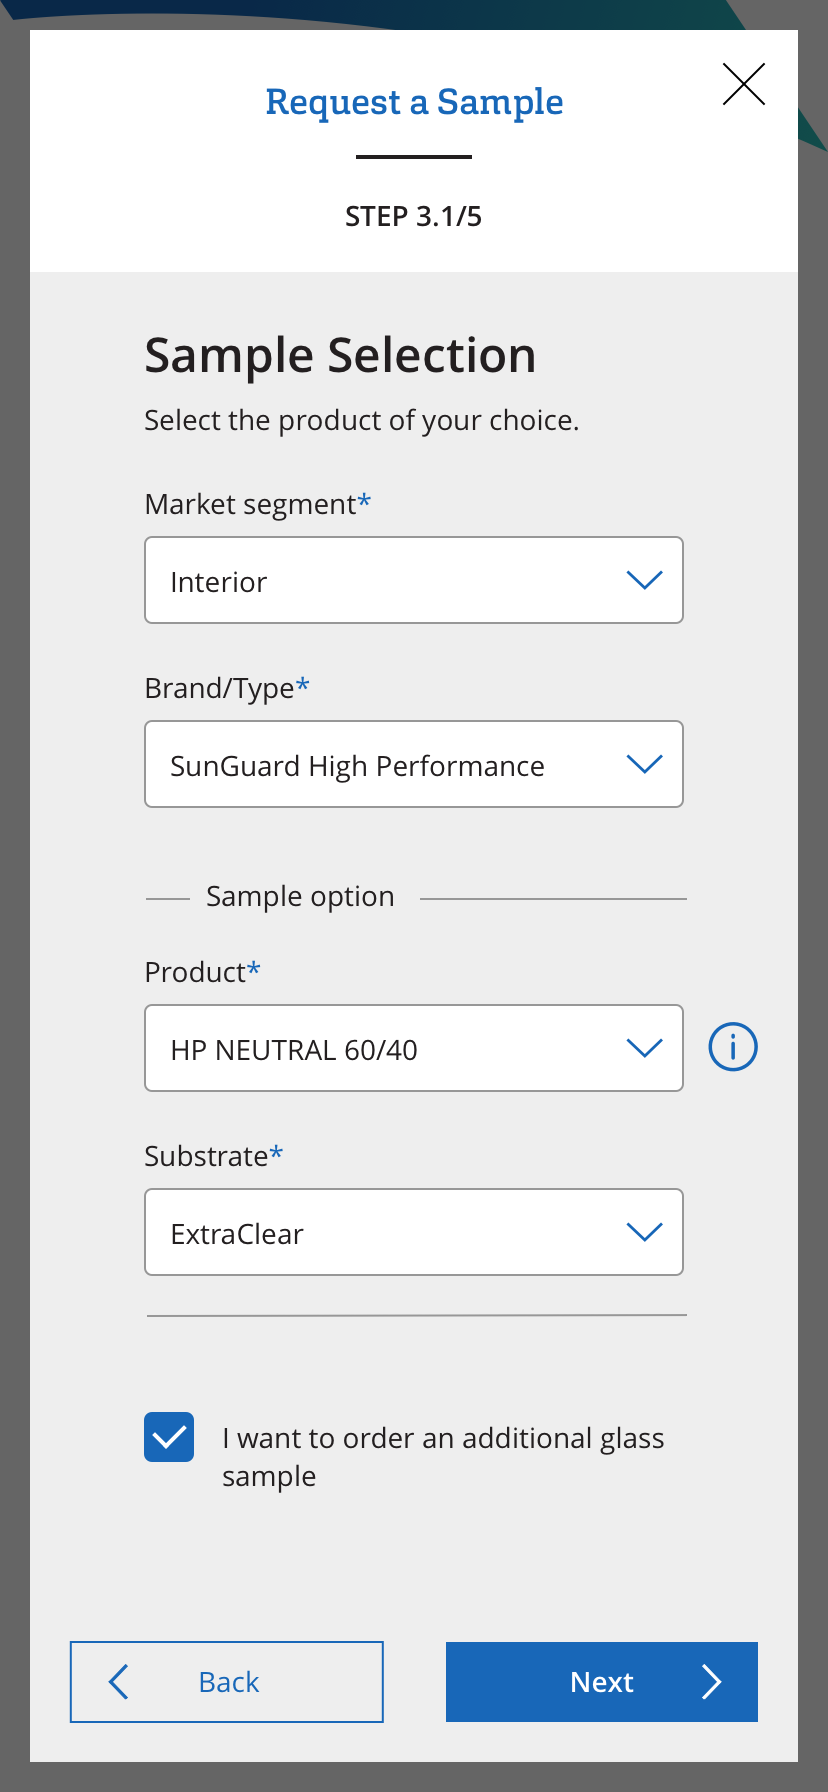 Request a Sample
STEP 3.1/5
Sample Selection
Select the product of your choice.
Market segment*
Interior
Brand/Type*
SunGuard High Performance
Sample option
Product*
HP NEUTRAL 60/40
i
Substrate*
ExtraClear
I want to order an additional glass
sample
Back
Next